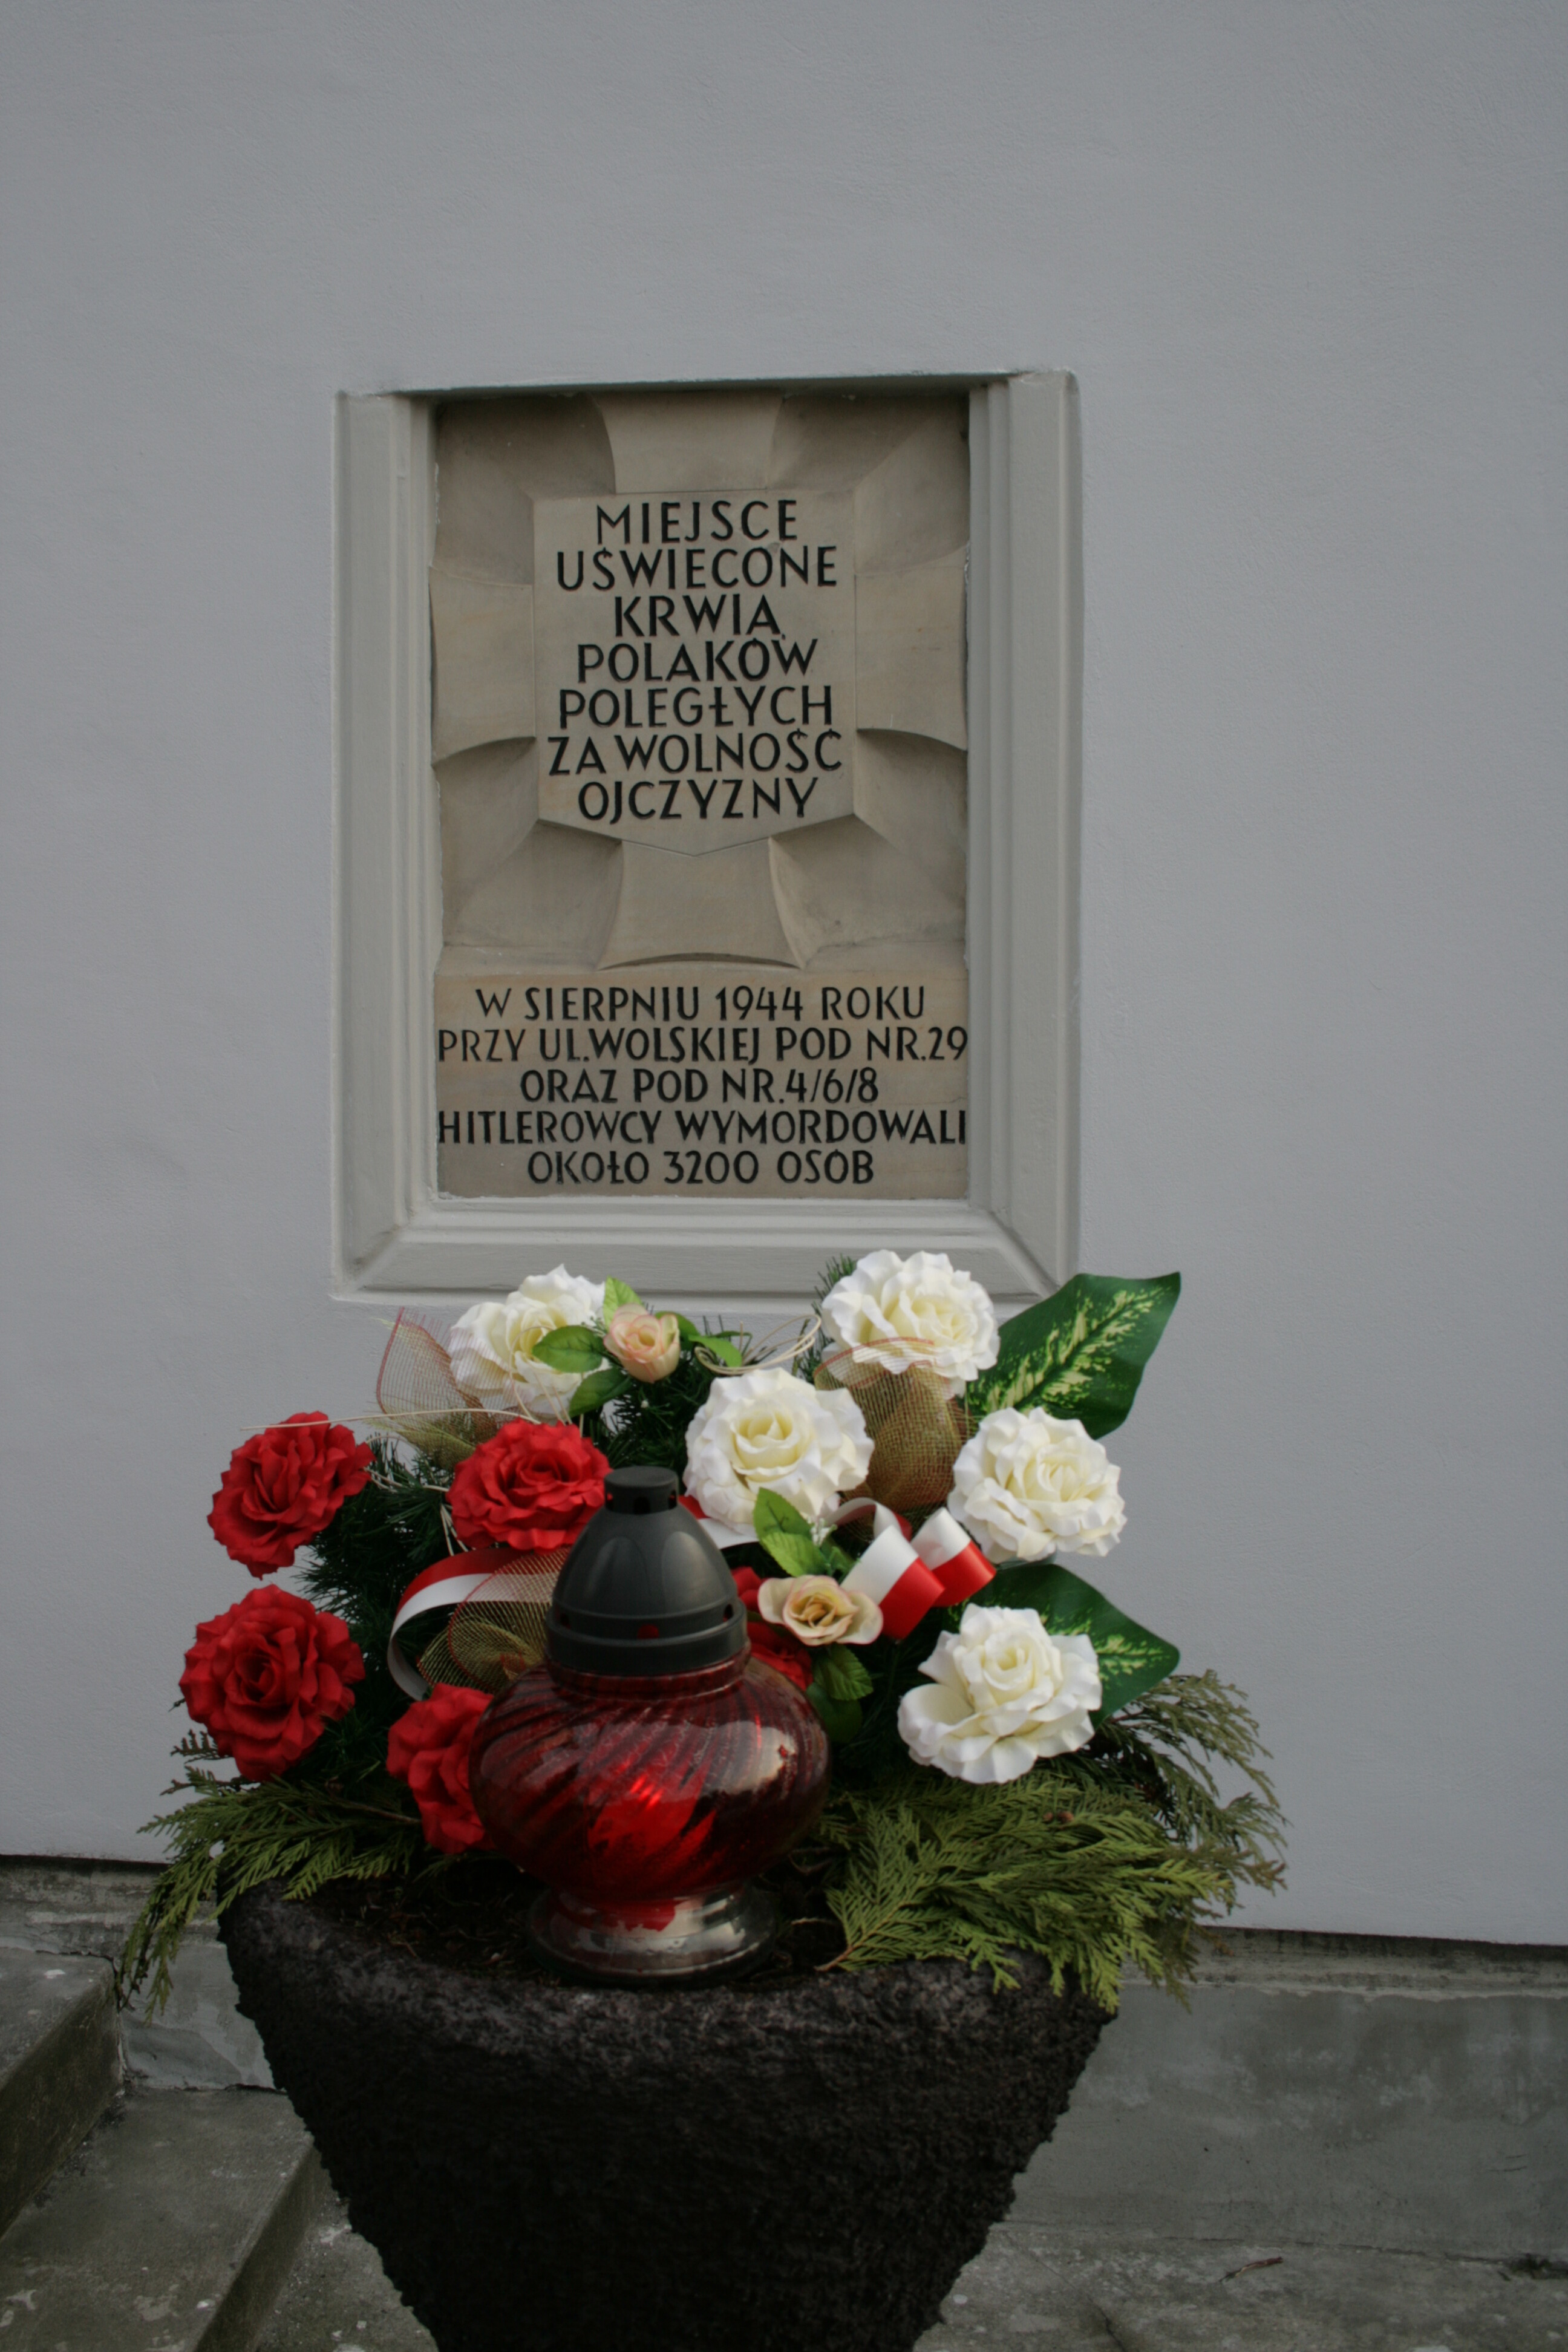 MIEJSCE
UŚWIECONE
KRWIĄ
POLAKÓW
POLEGŁYCH
ZA WOLNOŚĆ
OJCZYZNY
W SIERPNIU 1944 ROKU
PRZY UL.WOLSKIEJ POD NR.29
ORAZ POD NR.4/6/8
HITLEROWCY WYMORDOWALI
OKOŁO 3200 OSÓB